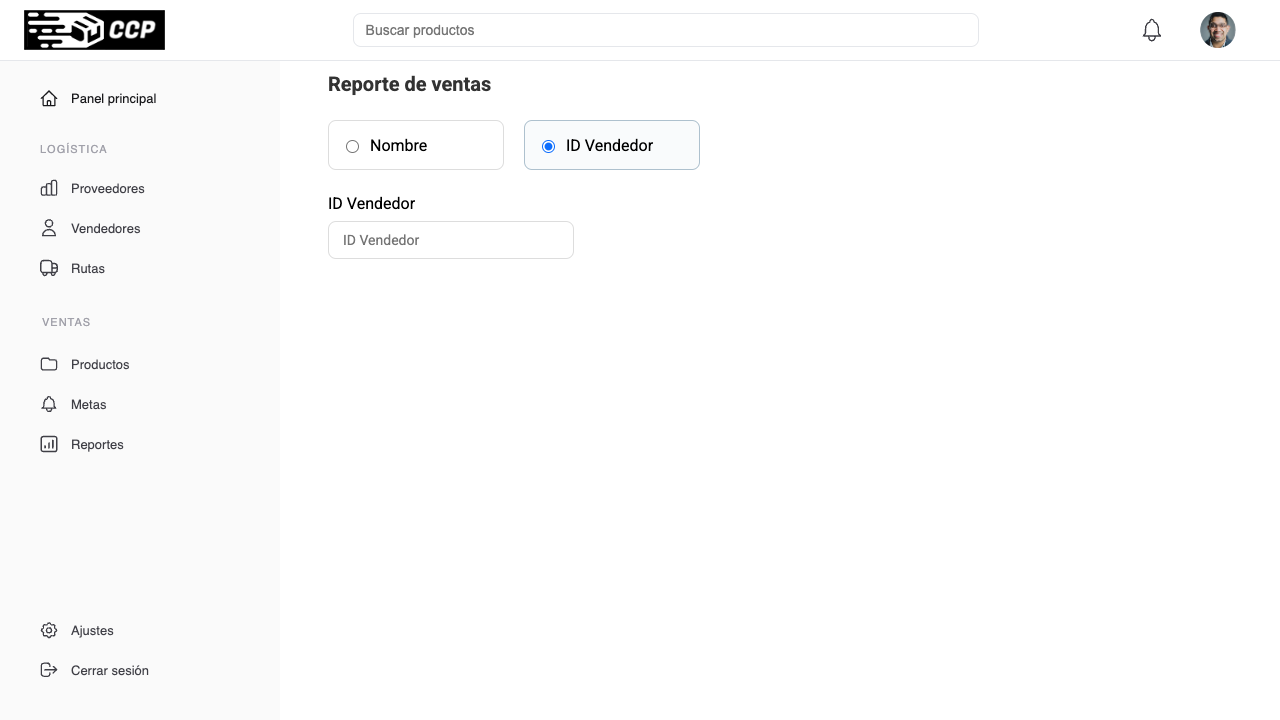 CCP
Buscar productos
Panel principal
LOGÍSTICA
Proveedores
Vendedores
Rutas
VENTAS
Productos
Metas
Reportes
Ajustes
Cerrar sesión
Reporte de ventas
Nombre
ID Vendedor
ID Vendedor
ID Vendedor